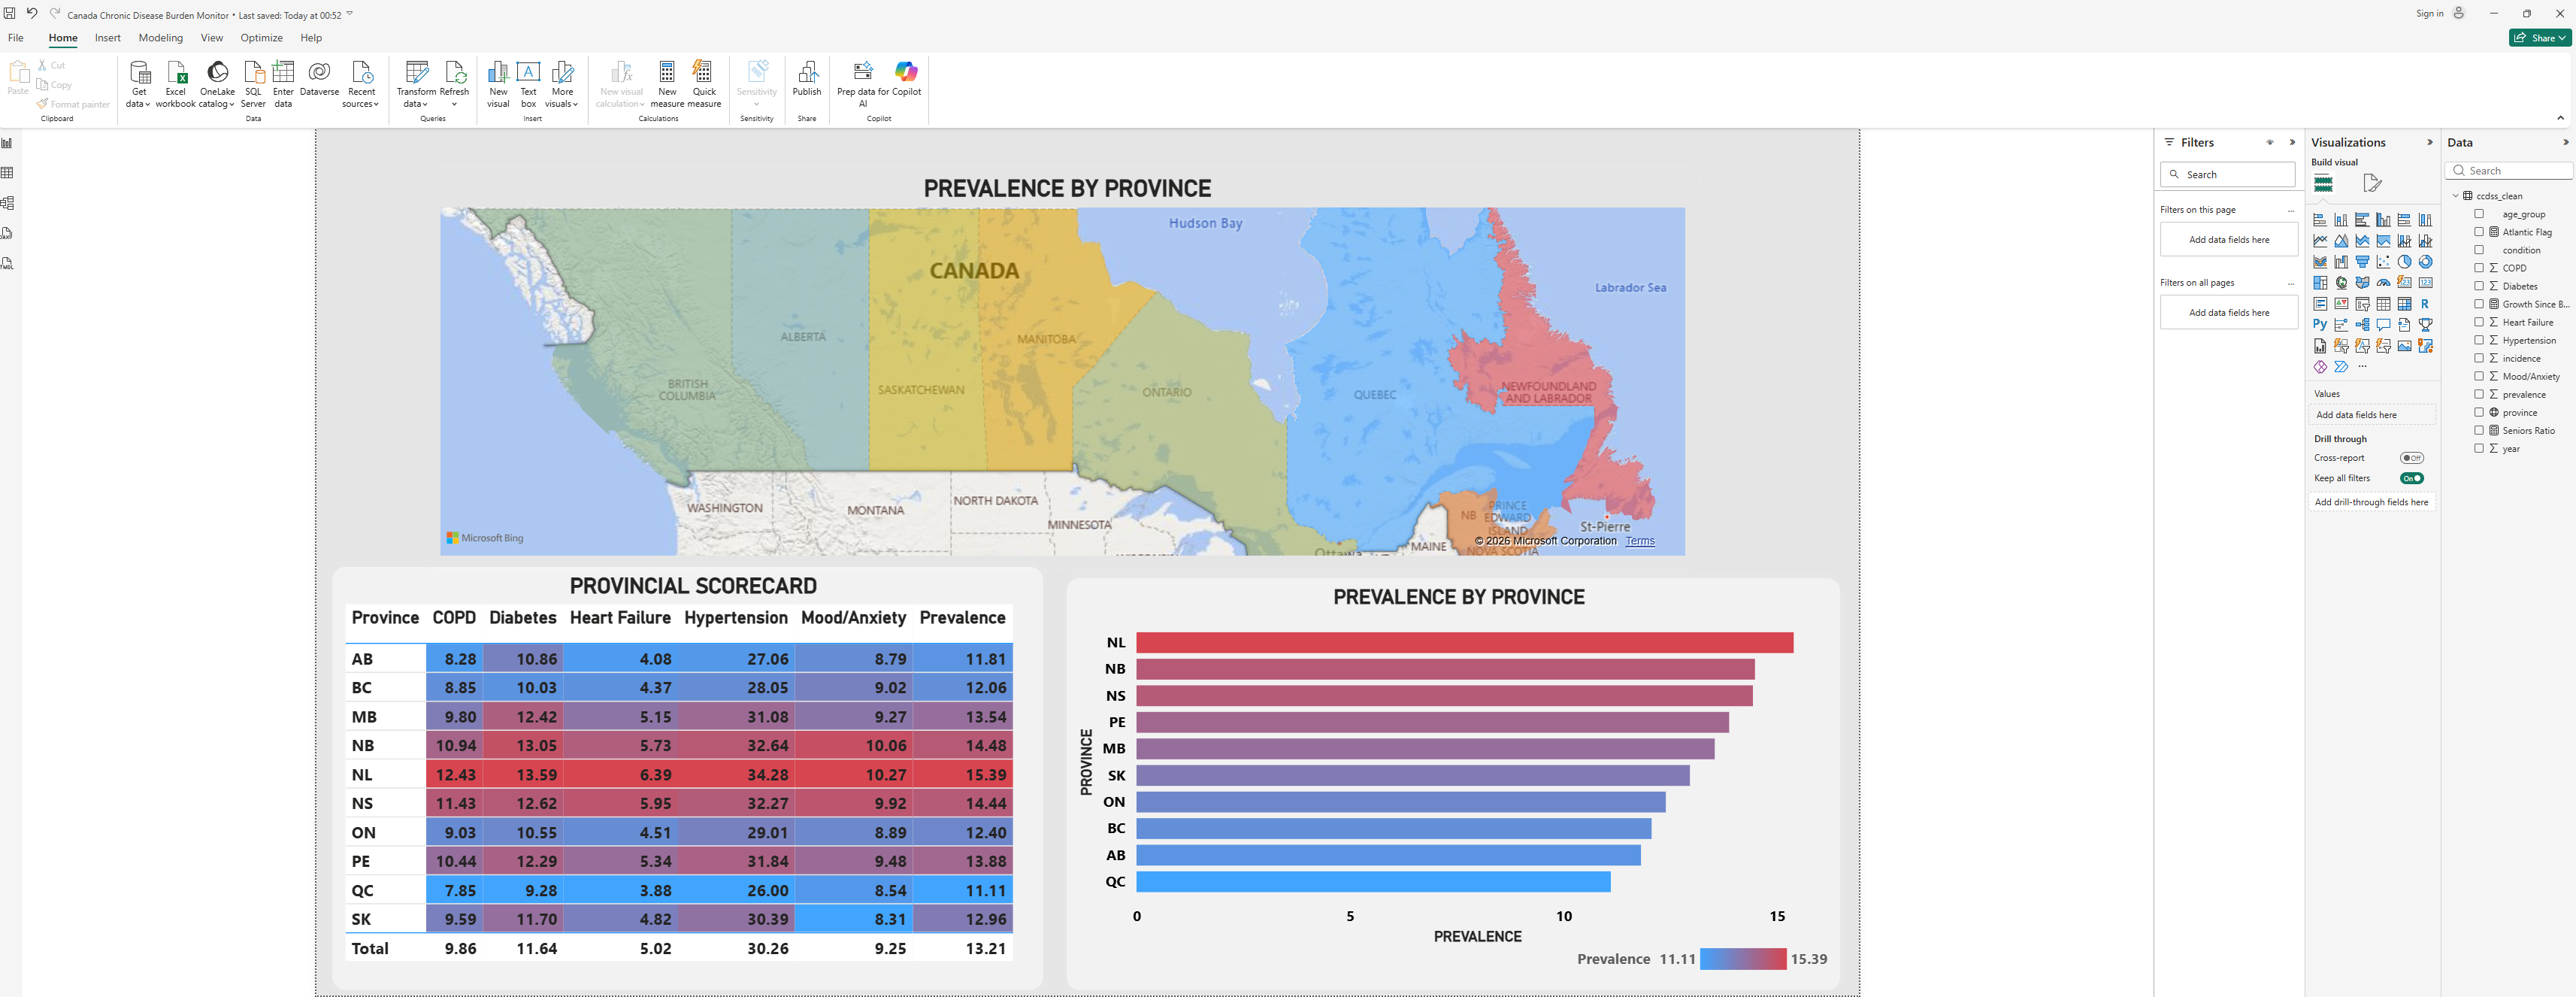 Canada Chronic Disease Burden Monitor • Last saved: Today at 00:52
Sign in
File Home Insert Modeling View Optimize Help
Share
Paste
Cut
Copy
Format painter
Clipboard
Get data
Excel workbook
OneLake catalog
SQL Server
Enter data
Dataverse
Recent sources
Data
Transform data
Refresh
Queries
New visual
Text box
More visuals
Insert
New visual calculation
New measure
Quick measure
Calculations
Sensitivity
Sensitivity
Publish
Share
Prep data for AI
Copilot
Copilot
PREVALENCE BY PROVINCE
Hudson Bay
CANADA
Labrador Sea
ALBERTA
MANITOBA
BRITISH COLUMBIA
SASKATCHEWAN
ONTARIO
QUEBEC
NEWFOUNDLAND AND LABRADOR
WASHINGTON
MONTANA
NORTH DAKOTA
MINNESOTA
NB
PRINCE EDWARD ISLAND
NOVA SCOTIA
St-Pierre
MAINE
Ottawa
Microsoft Bing
© 2025 Microsoft Corporation Terms
PROVINCIAL SCORECARD
Province COPD Diabetes Heart Failure Hypertension Mood/Anxiety Prevalence
AB 8.28 10.86 4.08 27.06 8.79 11.81
BC 8.85 10.03 4.37 28.05 9.02 12.06
MB 9.80 12.42 5.15 31.08 9.27 13.54
NB 10.94 13.05 5.73 32.64 10.06 14.48
NL 12.43 13.59 6.39 34.28 10.27 15.39
NS 11.43 12.62 5.95 32.27 9.92 14.44
ON 9.03 10.55 4.51 29.01 8.89 12.40
PE 10.44 12.29 5.34 31.84 9.48 13.88
QC 7.85 9.28 3.88 26.00 8.54 11.11
SK 9.59 11.70 4.82 30.39 8.31 12.96
Total 9.86 11.64 5.02 30.26 9.25 13.21
PREVALENCE BY PROVINCE
PROVINCE
NL
NB
NS
PE
MB
SK
ON
BC
AB
QC
0 5 10 15
PREVALENCE
Prevalence 11.11 15.39
Filters
Search
Filters on this page
...
Add data fields here
Filters on all pages
...
Add data fields here
Visualizations
Build visual
123
R
Py
...
Values
Add data fields here
Drill through
Cross-report Off
Keep all filters On
Add drill-through fields here
Data
Search
ccdss_clean
age_group
Atlantic Flag
condition
COPD
Diabetes
Growth Since B...
Heart Failure
Hypertension
incidence
Mood/Anxiety
prevalence
province
Seniors Ratio
year